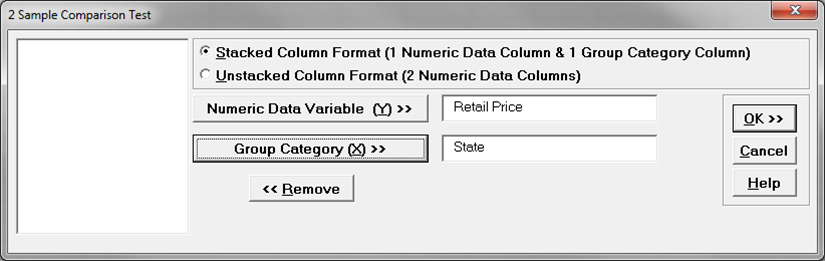 2 Sample Comparison Test
Stacked Column Format (1 Numeric Data Column & 1 Group Category Column)
Unstacked Column Format (2 Numeric Data Columns)
Numeric Data Variable (Y) >>
Retail Price
Group Category (X) >>
State
<< Remove
OK >>
Cancel
Help